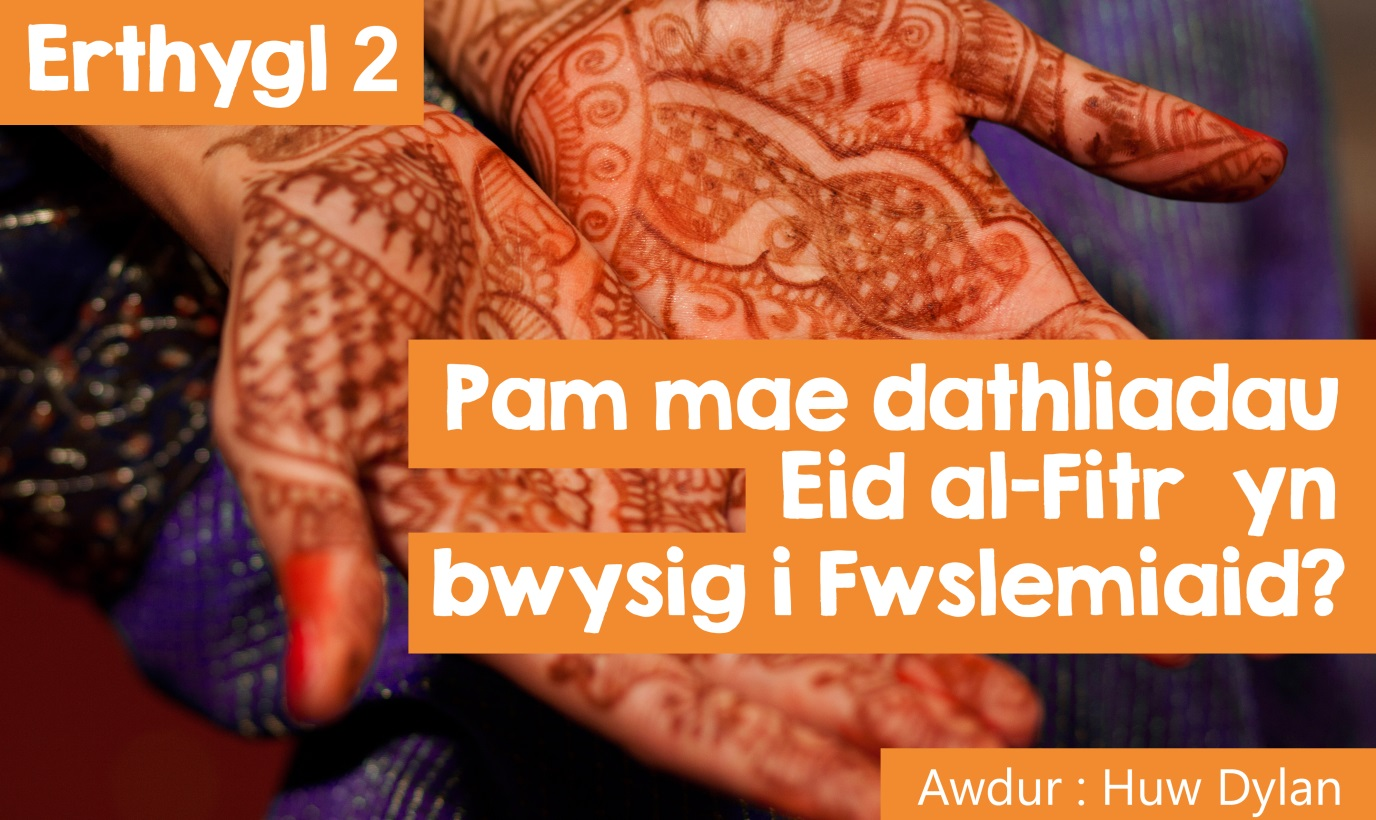 Erthygl 2
Pam mae dathliadau
Eid al-Fitr yn
bwysig i Fwslemiaid?
Awdur : Huw Dylan